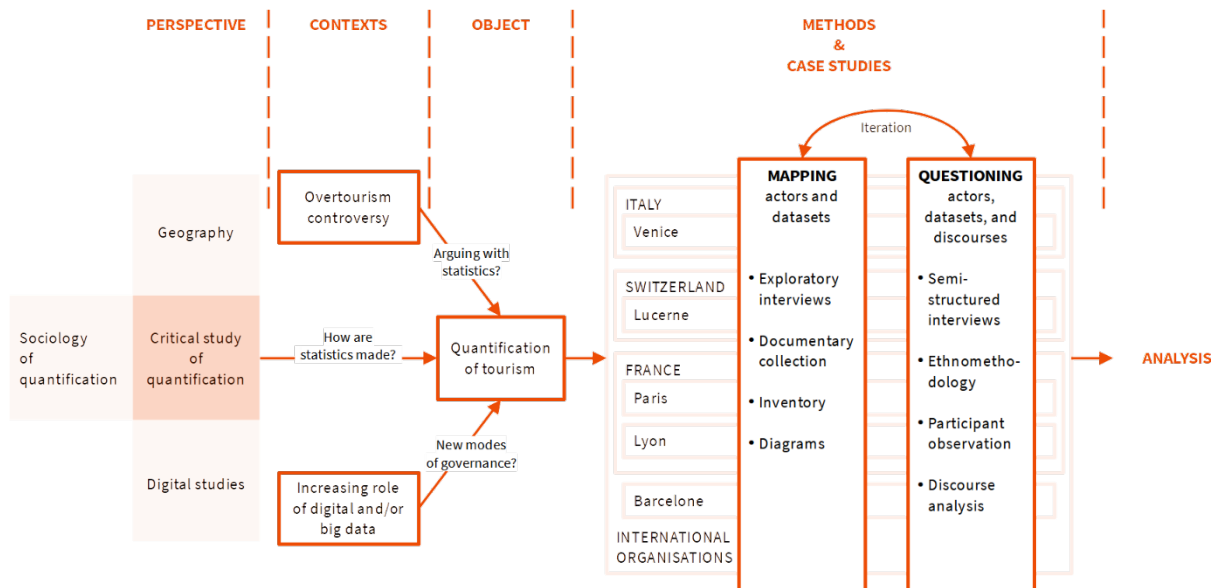 PERSPECTIVE
CONTEXTS
OBJECT
METHODS
&
CASE STUDIES
Sociology
of
quantification
Geography
Critical study
of
quantification
Digital studies
Overtourism
controversy
Arguing with
statistics?
How are
statistics made?
New modes
of governance?
Increasing role
of digital and/or
big data
Quantification
of tourism
Iteration
ITALY
Venice
SWITZERLAND
Lucerne
FRANCE
Paris
Lyon
Barcelone
INTERNATIONAL
ORGANISATIONS
MAPPING
actors and
datasets
• Exploratory
interviews
• Documentary
collection
• Inventory
• Diagrams
QUESTIONING
actors,
datasets, and
discourses
• Semi-
structured
interviews
• Ethnometho-
dology
• Participant
observation
• Discourse
analysis
ANALYSIS